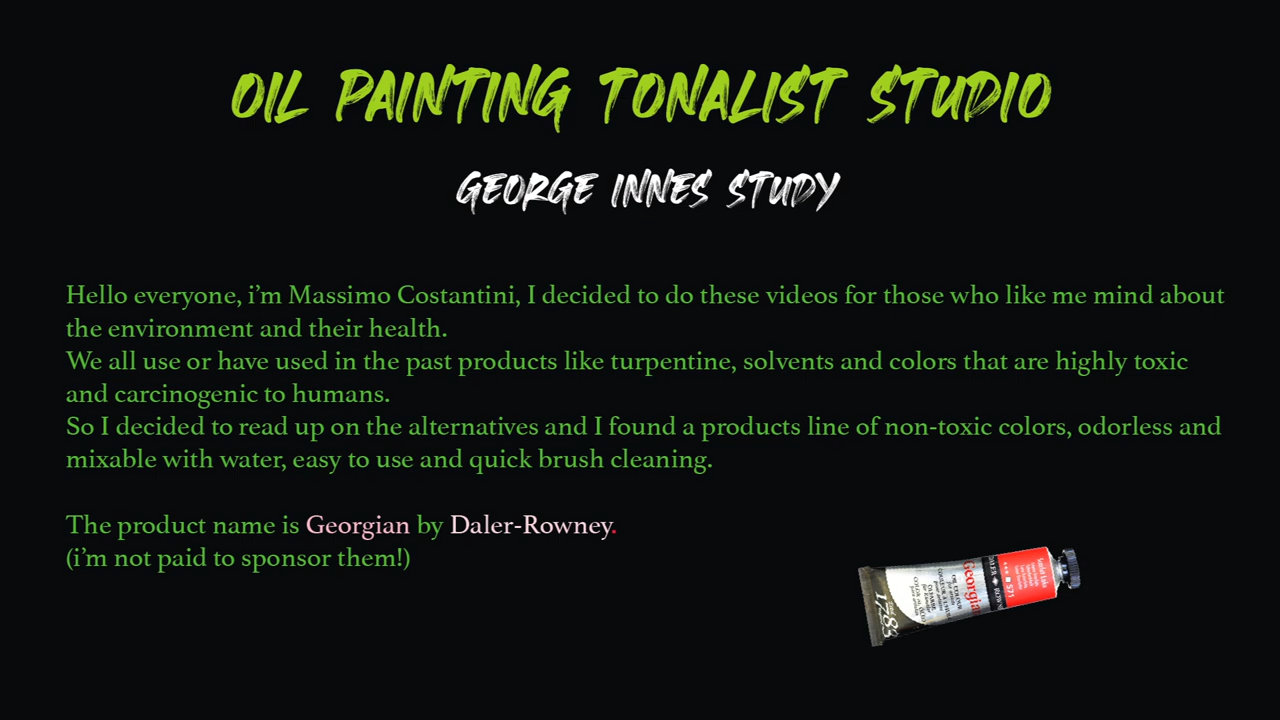 OIL PAINTING TONALIST STUDIO
GEORGE INNES STUDY
Hello everyone, i'm Massimo Costantini, I decided to do these videos for those who like me mind about
the environment and their health.
We all use or have used in the past products like turpentine, solvents and colors that are highly toxic
and carcinogenic to humans.
So I decided to read up on the alternatives and I found a products line of non-toxic colors, odorless and
mixable with water, easy to use and quick brush cleaning.
The product name is Georgian by Daler-Rowney.
(i'm not paid to sponsor them!)
Georgian
OIL COLOUR
1783
571